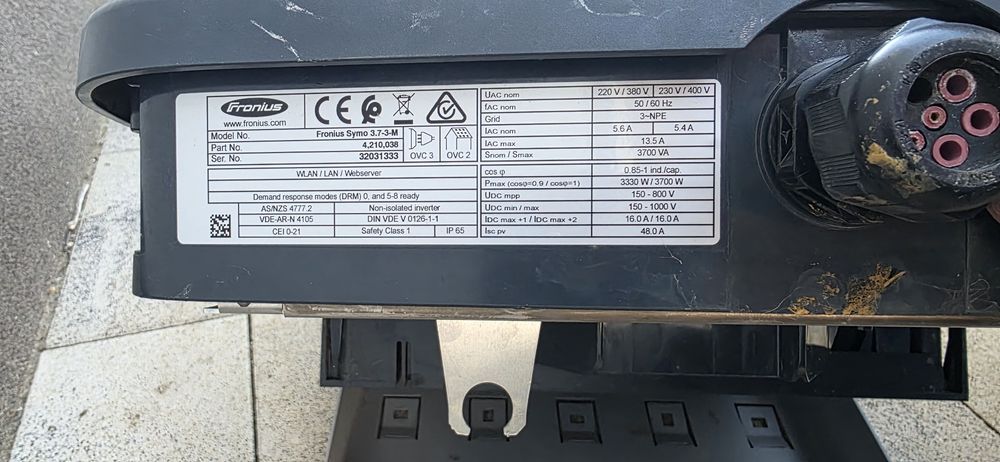 Fronius
www.fronius.com
CE
Model No. Fronius Symo 3.7-3-M
Part No. 4,210,038
Ser. No. 32031333
OVC 3 OVC 2
WLAN / LAN / Webserver
Demand response modes (DRM) 0, and 5-8 ready
AS/NZS 4777.2 Non-isolated inverter
VDE-AR-N 4105 DIN VDE V 0126-1-1
CEI 0-21 Safety Class 1 IP 65
UAC nom 220 V / 380 V 230 V / 400 V
fAC nom 50 / 60 Hz
Grid 3~NPE
IAC nom 5.6 A 5.4 A
IAC max 13.5 A
Snom / Smax 3700 VA
cos φ 0.85-1 ind./cap.
Pmax (cosφ=0.9 / cosφ=1) 3330 W / 3700 W
UDC mpp 150 - 800 V
UDC min / max 150 - 1000 V
IDC max +1 / IDC max +2 16.0 A / 16.0 A
Isc pv 48.0 A